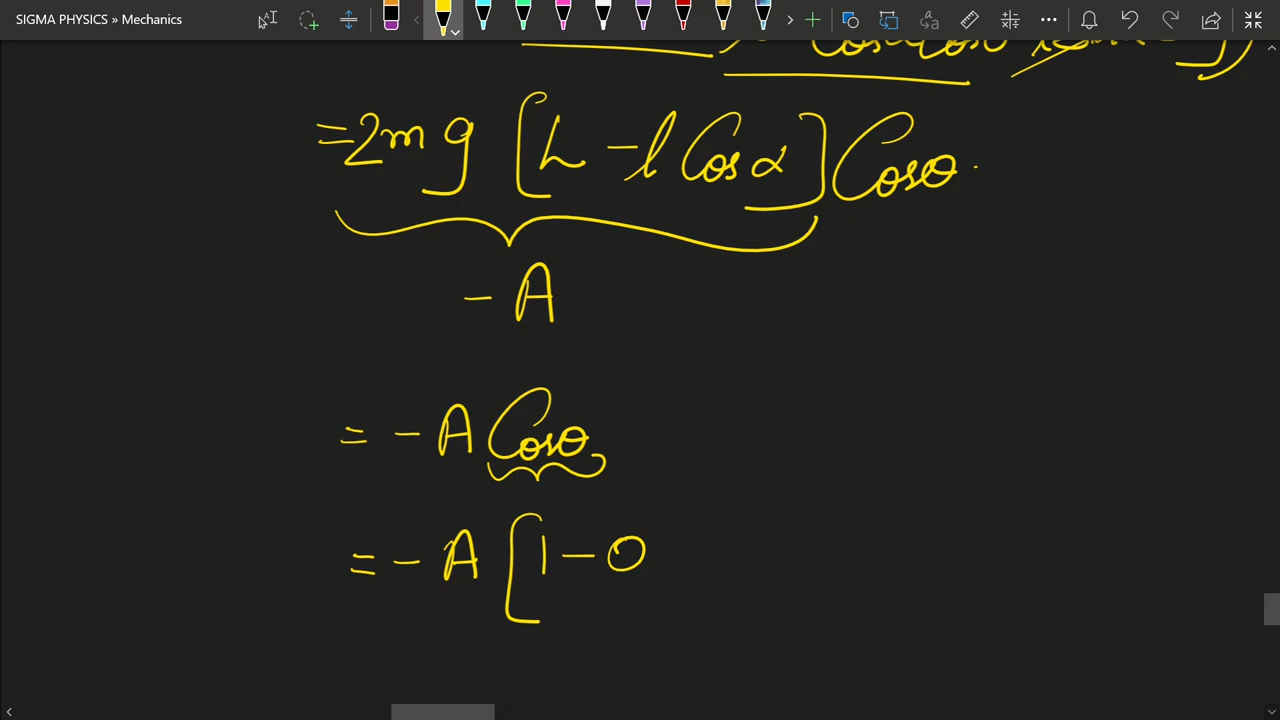 SIGMA PHYSICS » Mechanics
= 2mg [L - l Cos α] Cosθ
- A
= - A Cosθ
= - A [1 - 0